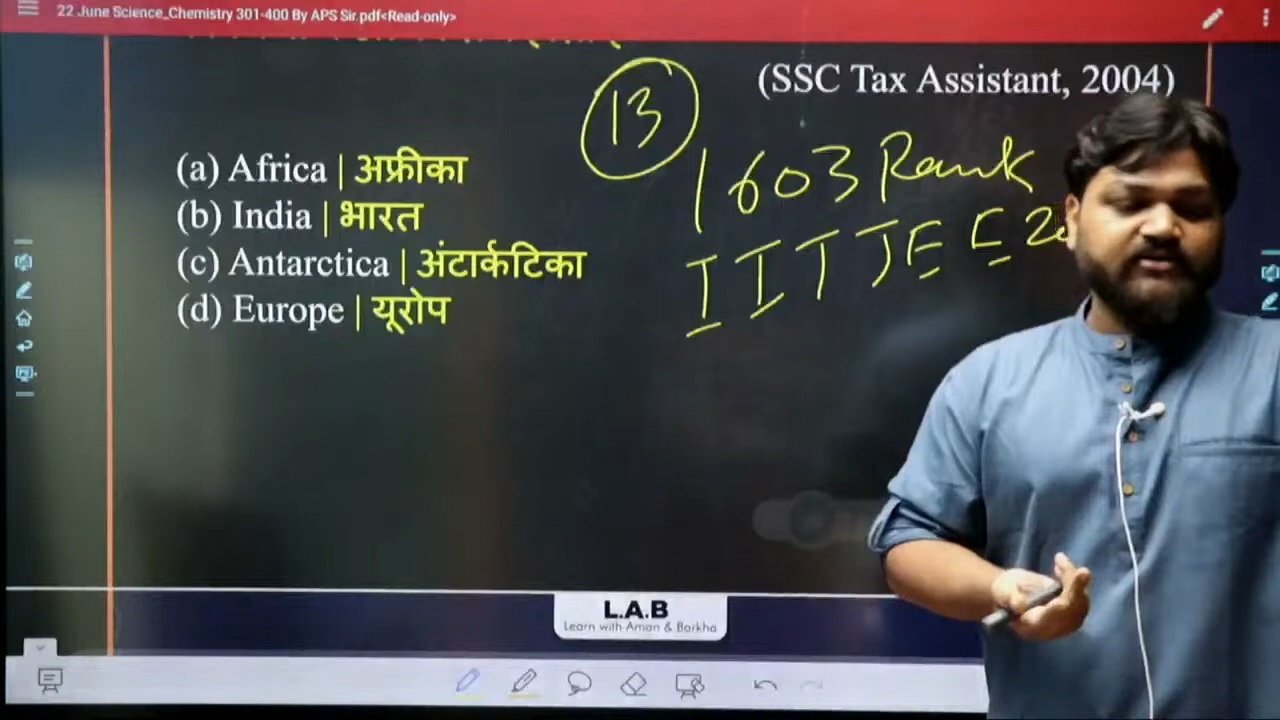 22 June Science_Chemistry 301-400 By APS Sir.pdf<Read-only>
(SSC Tax Assistant, 2004)
13
1603 Rank
IIT JEE
(a) Africa | अफ्रीका
(b) India | भारत
(c) Antarctica | अंटार्कटिका
(d) Europe | यूरोप
L.A.B
Learn with Aman & Barkha